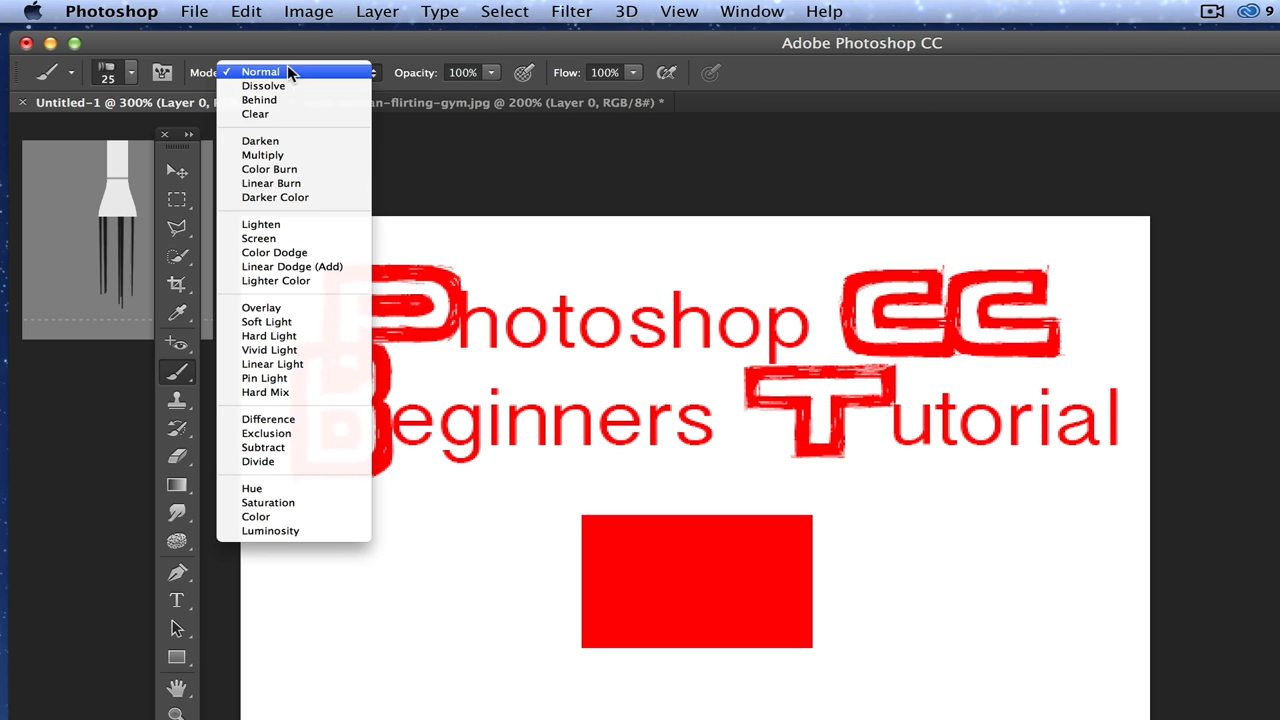 Photoshop File Edit Image Layer Type Select Filter 3D View Window Help 9
Adobe Photoshop CC
25 Mode Normal Opacity: 100% Flow: 100%
Untitled-1 @ 300% (Layer 0, -flirting-gym.jpg @ 200% (Layer 0, RGB/8#) *
Dissolve
Behind
Clear
Darken
Multiply
Color Burn
Linear Burn
Darker Color
Lighten
Screen
Color Dodge
Linear Dodge (Add)
Lighter Color
Overlay
Soft Light
Hard Light
Vivid Light
Linear Light
Pin Light
Hard Mix
Difference
Exclusion
Subtract
Divide
Hue
Saturation
Color
Luminosity
Photoshop CC
Beginners Tutorial